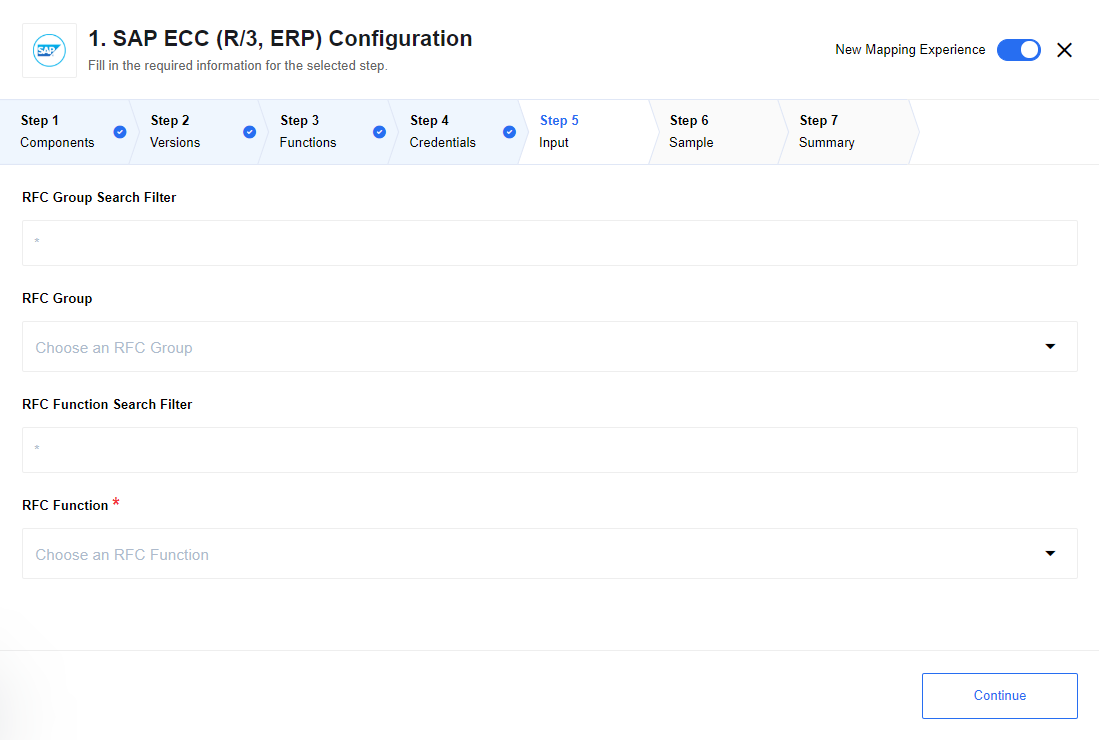 SAP
1. SAP ECC (R/3, ERP) Configuration
Fill in the required information for the selected step.
New Mapping Experience
Step 1
Components
Step 2
Versions
Step 3
Functions
Step 4
Credentials
Step 5
Input
Step 6
Sample
Step 7
Summary
RFC Group Search Filter
*
RFC Group
Choose an RFC Group
RFC Function Search Filter
*
RFC Function *
Choose an RFC Function
Continue